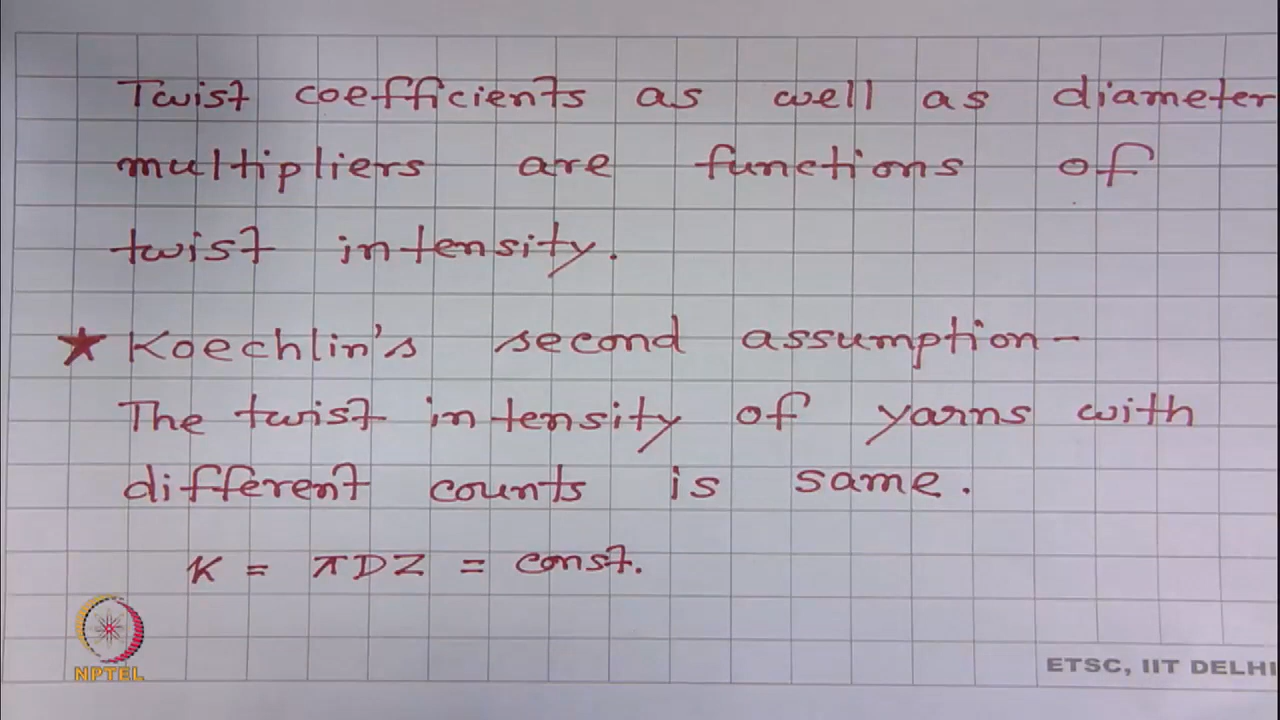 Twist coefficients as well as diameter
multipliers are functions of
twist intensity.
★ Koechlin's second assumption-
The twist intensity of yarns with
different counts is same.
K = πDZ = const.
NPTEL
ETSC, IIT DELHI